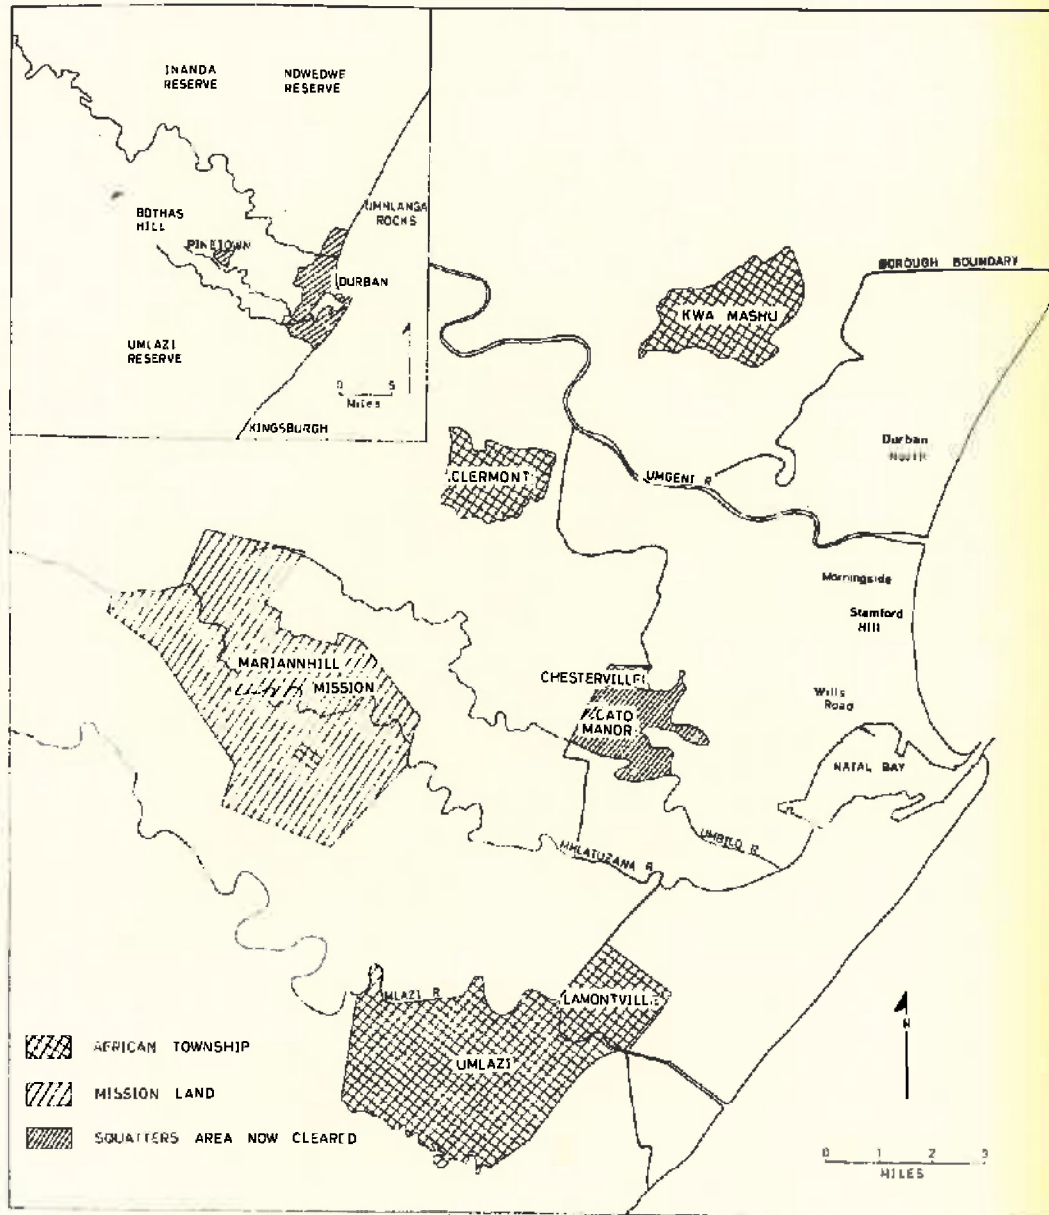 INANDA
RESERVE
NDWEDWE
RESERVE
UMHLANGA
ROCKS
BOTHAS
HILL
PINETOWN
DURBAN
UMLAZI
RESERVE
0 5
Miles
KINGSBURGH
BOROUGH BOUNDARY
KWA MASHU
Durban
North
CLERMONT
UMGENI R
Morningside
Stamford
Hill
MARIANNHILL
MISSION
CHESTERVILLE
CATO
MANOR
Wills
Road
NATAL BAY
UMBILO R
MHLATUZANA R
MLAZI R
LAMONTVILLE
UMLAZI
N
AFRICAN TOWNSHIP
MISSION LAND
SQUATTERS AREA NOW CLEARED
0 1 2 3
MILES